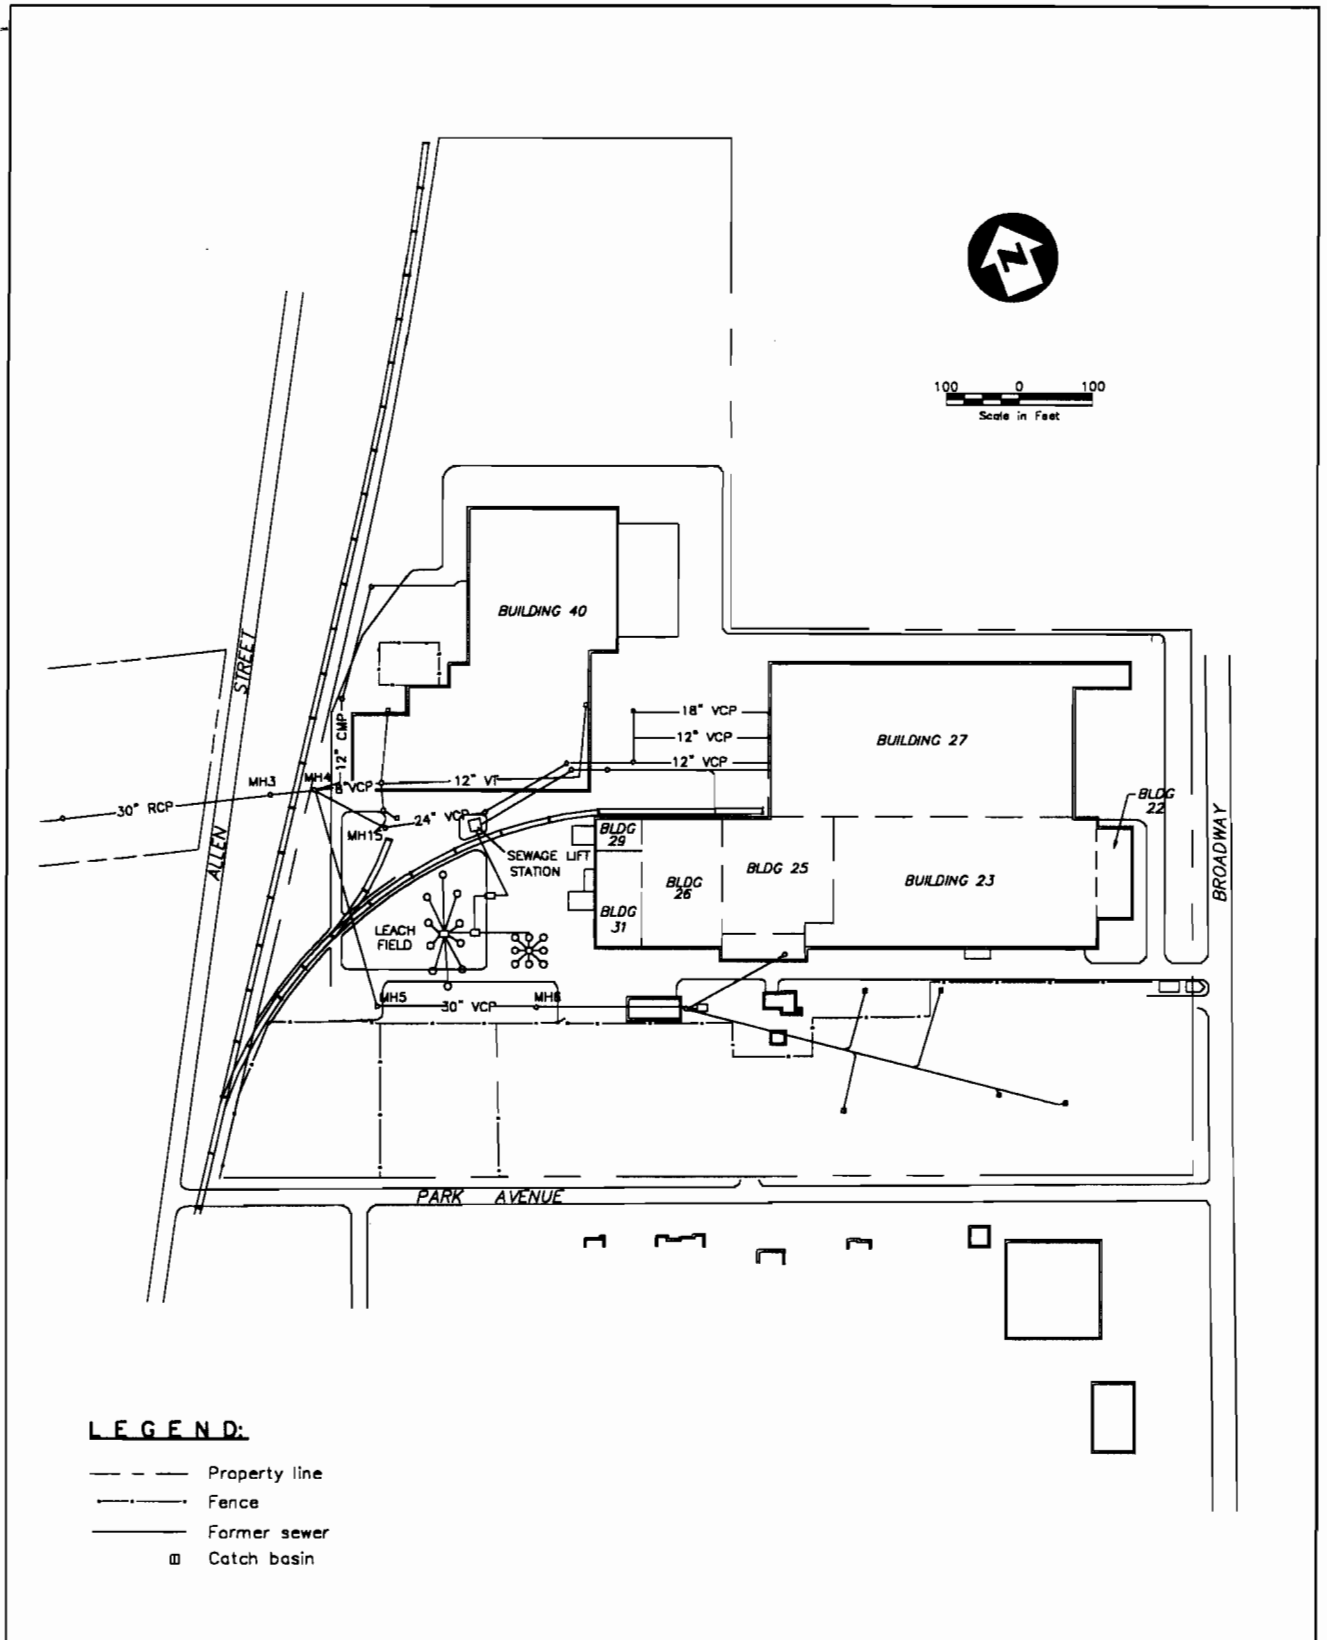 N
100 0 100
Scale in Feet
BUILDING 40
STREET
18" VCP
12" VCP
12" VCP
BUILDING 27
12" CMP
MH3
MH4
8"VCP
12" VT
30" RCP
24" VCP
MH15
ALLEN
SEWAGE LIFT
STATION
BLDG
29
BLDG
26
BLDG 25
BUILDING 23
BLDG
22
BROADWAY
BLDG
31
LEACH
FIELD
MH5
30" VCP
MH6
PARK AVENUE
LEGEND:
Property line
Fence
Former sewer
Catch basin